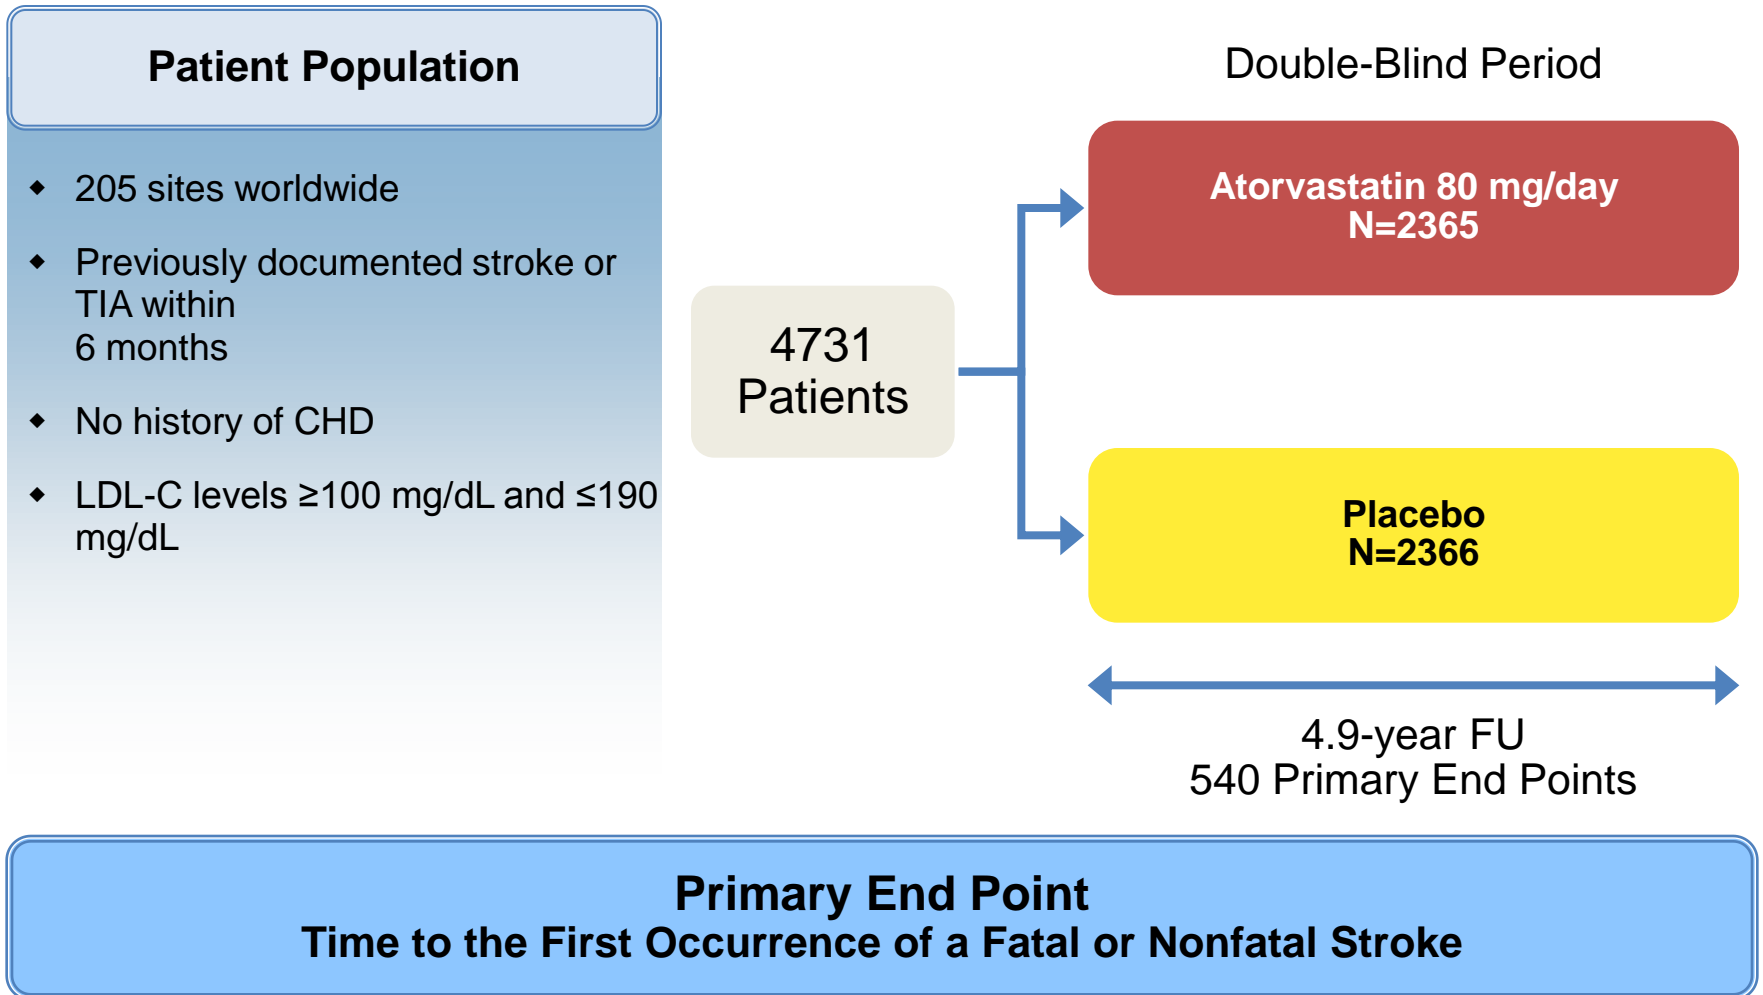 Patient Population
205 sites worldwide
Previously documented stroke or
TIA within
6 months
No history of CHD
LDL-C levels ≥100 mg/dL and ≤190
mg/dL
4731
Patients
Double-Blind Period
Atorvastatin 80 mg/day
N=2365
Placebo
N=2366
4.9-year FU
540 Primary End Points
Primary End Point
Time to the First Occurrence of a Fatal or Nonfatal Stroke